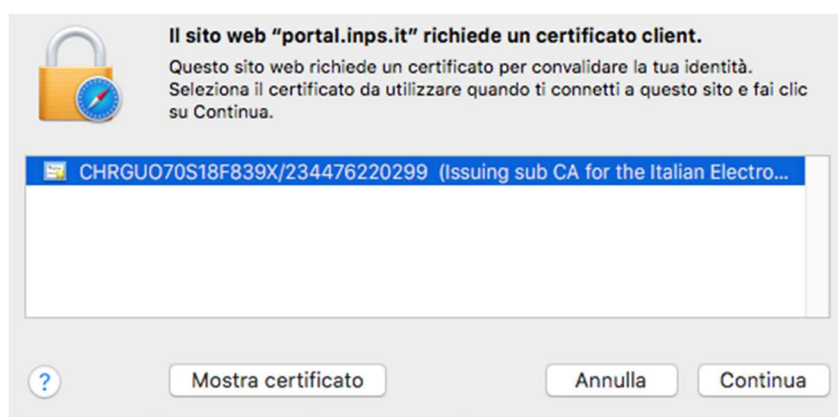 Il sito web “portal.inps.it” richiede un certificato client.
Questo sito web richiede un certificato per convalidare la tua identità.
Seleziona il certificato da utilizzare quando ti connetti a questo sito e fai clic
su Continua.
CHRGUO70S18F839X/234476220299 (Issuing sub CA for the Italian Electro...
?
Mostra certificato
Annulla
Continua